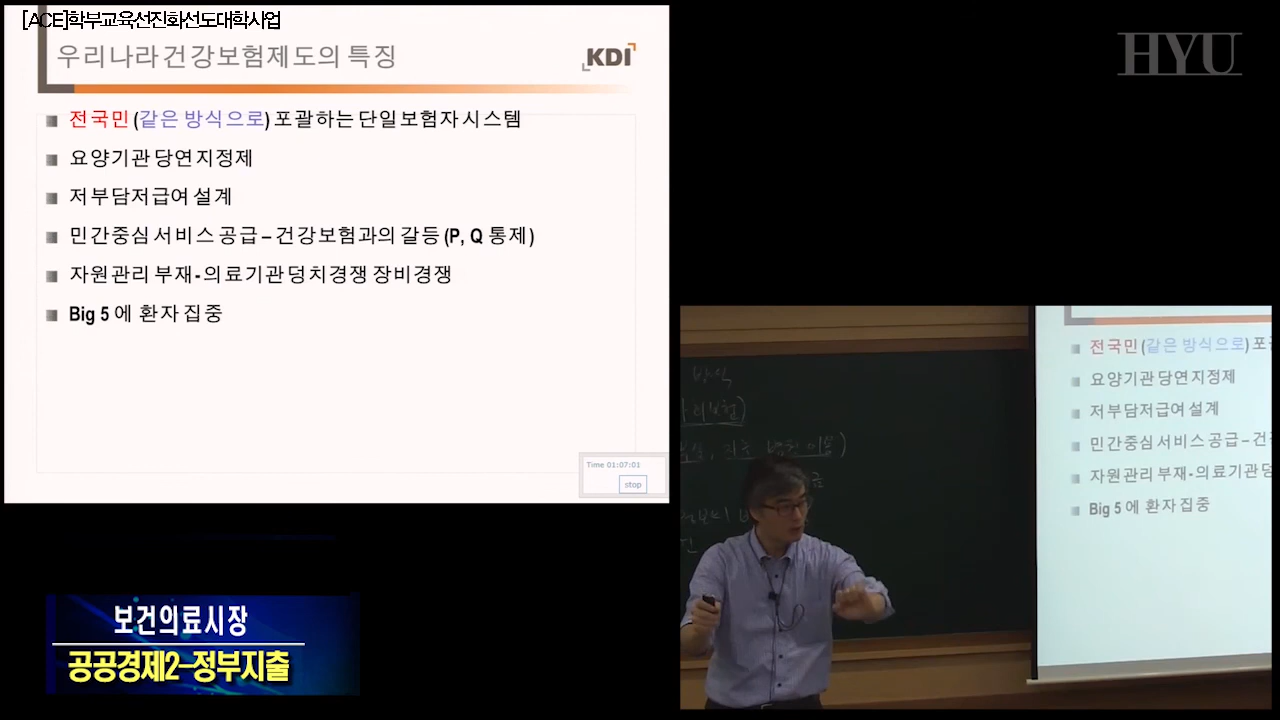 [ACE]학부교육선진화선도대학사업
HYU
우리나라 건강보험제도의 특징
KDI
전국민 (같은 방식으로) 포괄하는 단일보험자 시스템
요양기관 당연지정제
저부담저급여 설계
민간중심 서비스 공급 – 건강보험과의 갈등 (P, Q 통제)
자원관리 부재-의료기관 덩치경쟁 장비경쟁
Big 5 에 환자 집중
Time 01:07:01
stop
전국민 (같은 방식으로) 포
요양기관 당연지정제
저부담저급여 설계
민간중심 서비스 공급 – 건
자원관리 부재-의료기관 덩
Big 5 에 환자 집중
방식
보건의료시장
공공경제2-정부지출